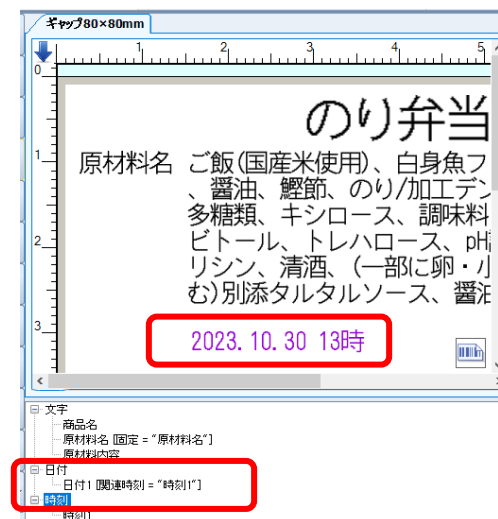 ギャップ80×80mm
1 2 3 4 5
0
のり弁当
1
原材料名 ご飯(国産米使用)、白身魚フ
、醤油、鰹節、のり/加工デン
多糖類、キシロース、調味料
2
ビトール、トレハロース、pH
リシン、清酒、(一部に卵・小
む)別添タルタルソース、醤油
3
2023.10.30 13時
文字
商品名
原材料名 [固定 = "原材料名"]
原材料内容
日付
日付1 [関連時刻 = "時刻1"]
時刻
時刻1